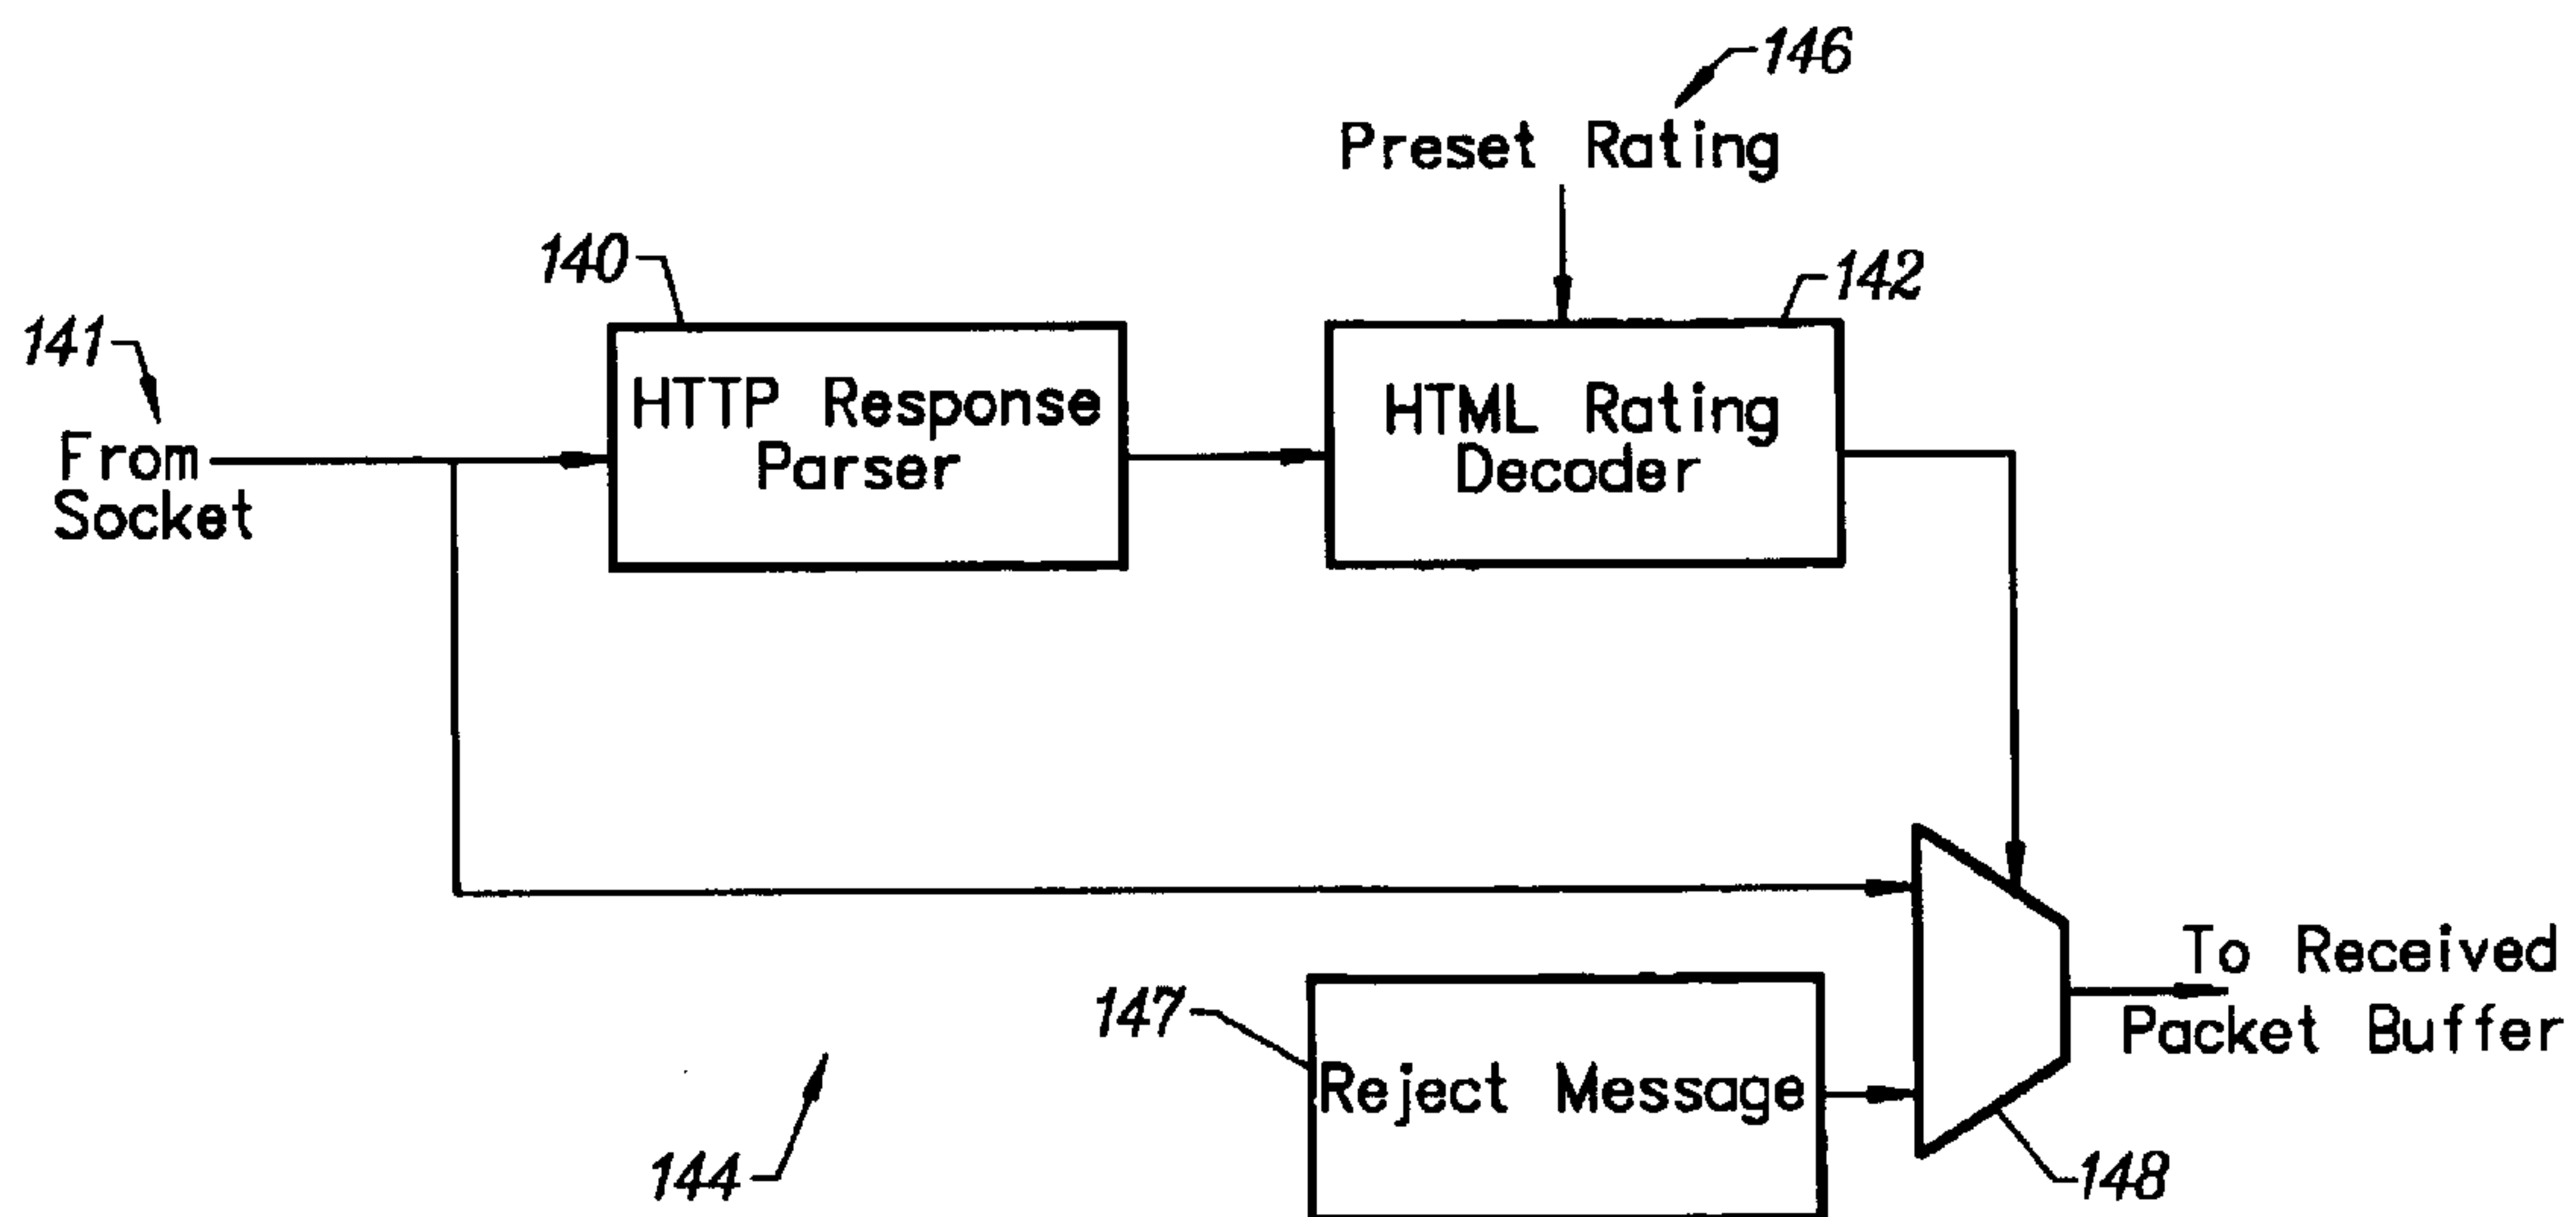 146
Preset Rating
140
142
141
HTTP Response
Parser
HTML Rating
Decoder
From
Socket
To Received
Packet Buffer
147
Reject Message
144
148